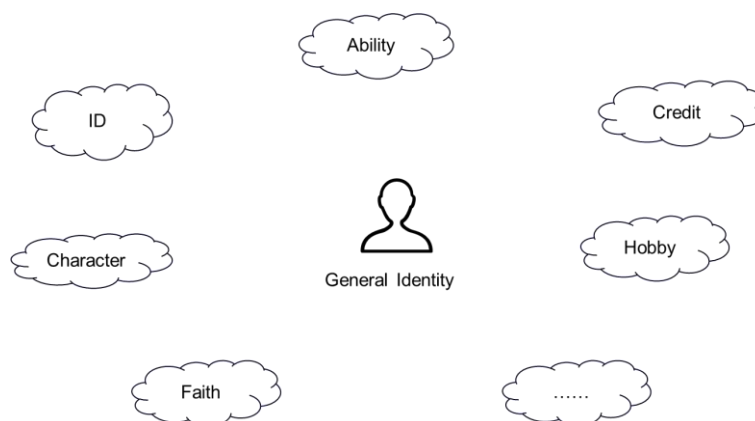 Ability
ID
Credit
Character
Hobby
General Identity
Faith
......